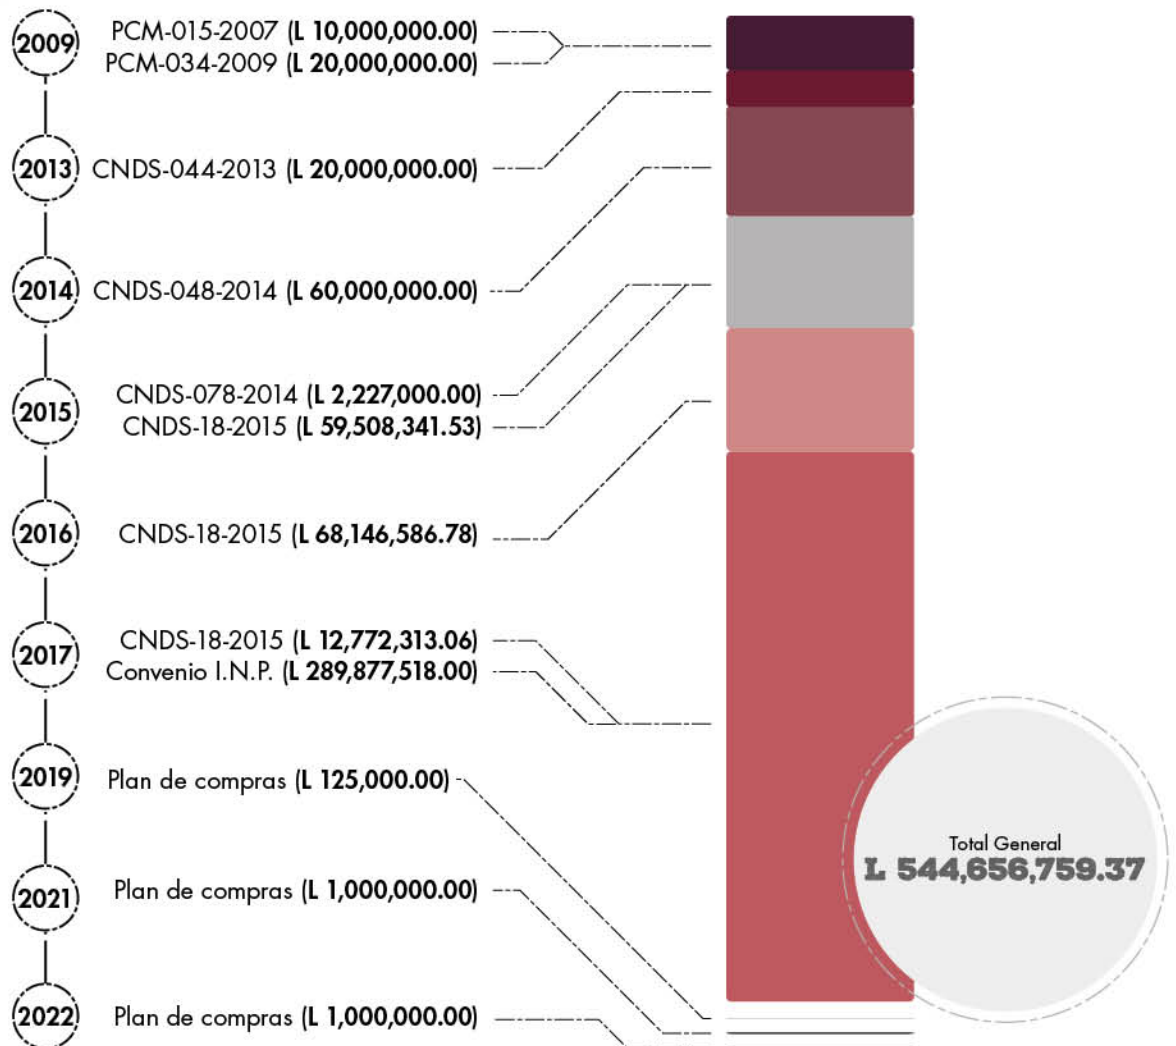 2009
PCM-015-2007 (L 10,000,000.00)
PCM-034-2009 (L 20,000,000.00)
2013
CNDS-044-2013 (L 20,000,000.00)
2014
CNDS-048-2014 (L 60,000,000.00)
2015
CNDS-078-2014 (L 2,227,000.00)
CNDS-18-2015 (L 59,508,341.53)
2016
CNDS-18-2015 (L 68,146,586.78)
2017
CNDS-18-2015 (L 12,772,313.06)
Convenio I.N.P. (L 289,877,518.00)
2019
Plan de compras (L 125,000.00)
2021
Plan de compras (L 1,000,000.00)
2022
Plan de compras (L 1,000,000.00)
Total General
L 544,656,759.37